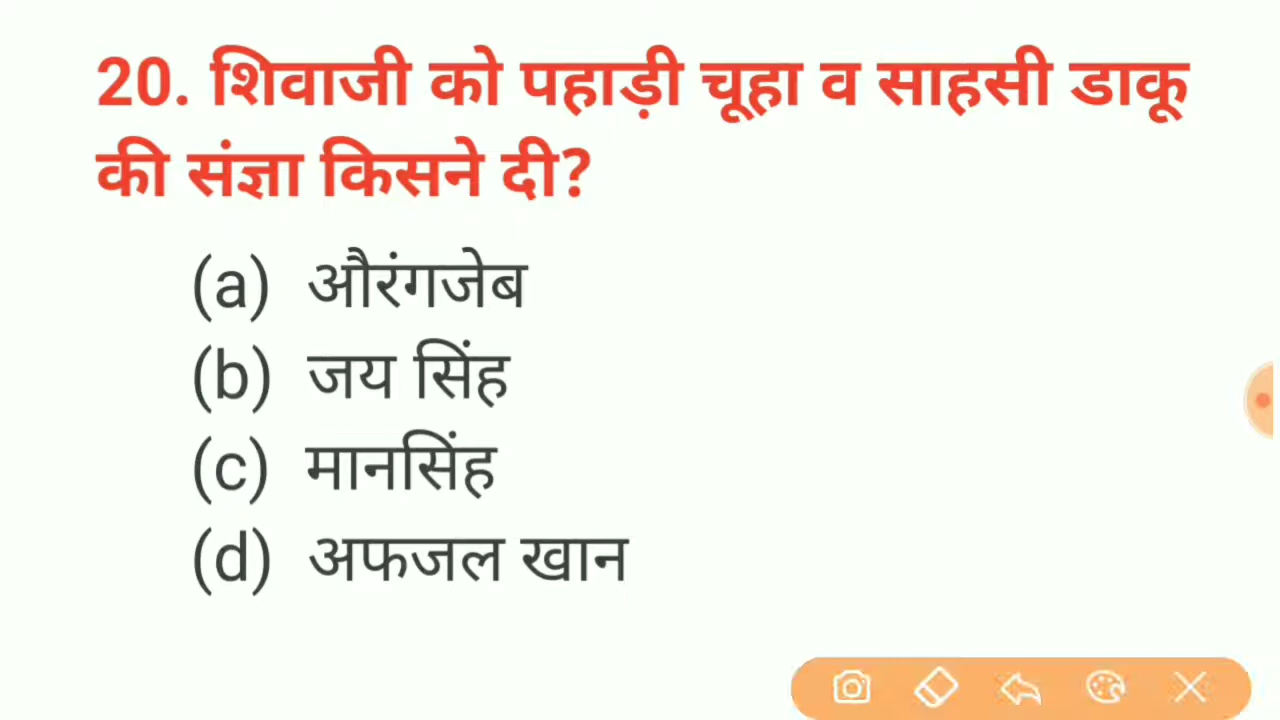 20. शिवाजी को पहाड़ी चूहा व साहसी डाकू
की संज्ञा किसने दी?
(a) औरंगजेब
(b) जय सिंह
(c) मानसिंह
(d) अफजल खान